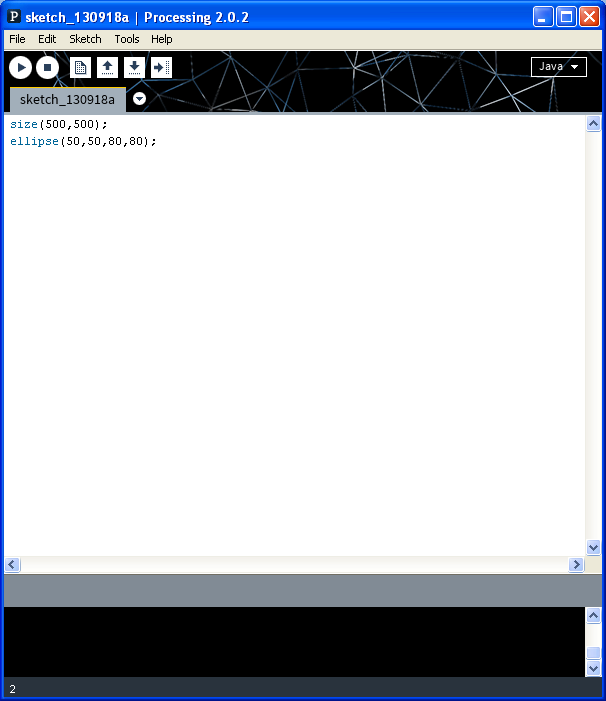 P sketch_130918a | Processing 2.0.2
File Edit Sketch Tools Help
Java
sketch_130918a
size(500,500);
ellipse(50,50,80,80);
2